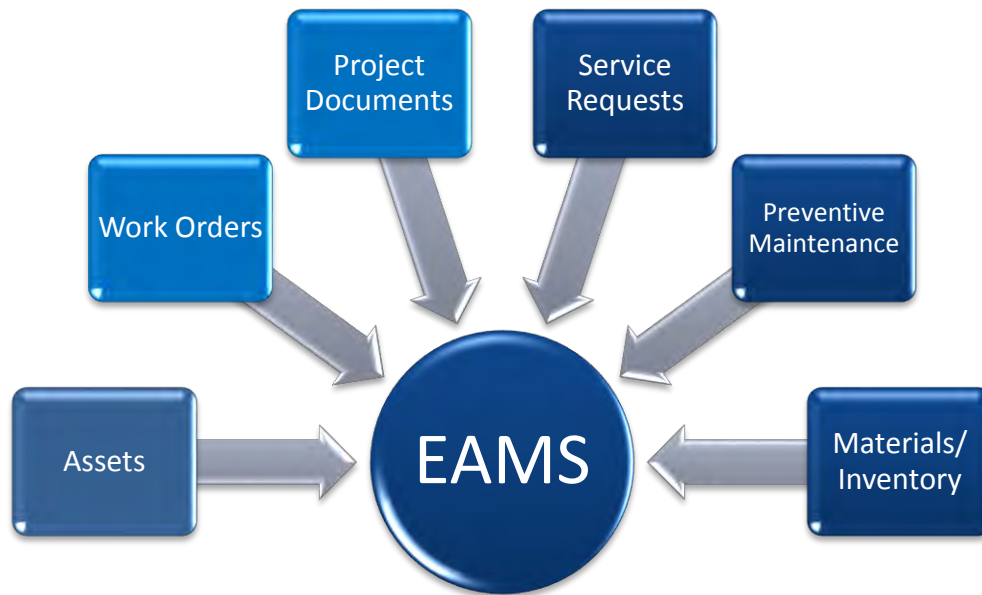 Project
Documents
Service
Requests
Work Orders
Preventive
Maintenance
Assets
EAMS
Materials/
Inventory